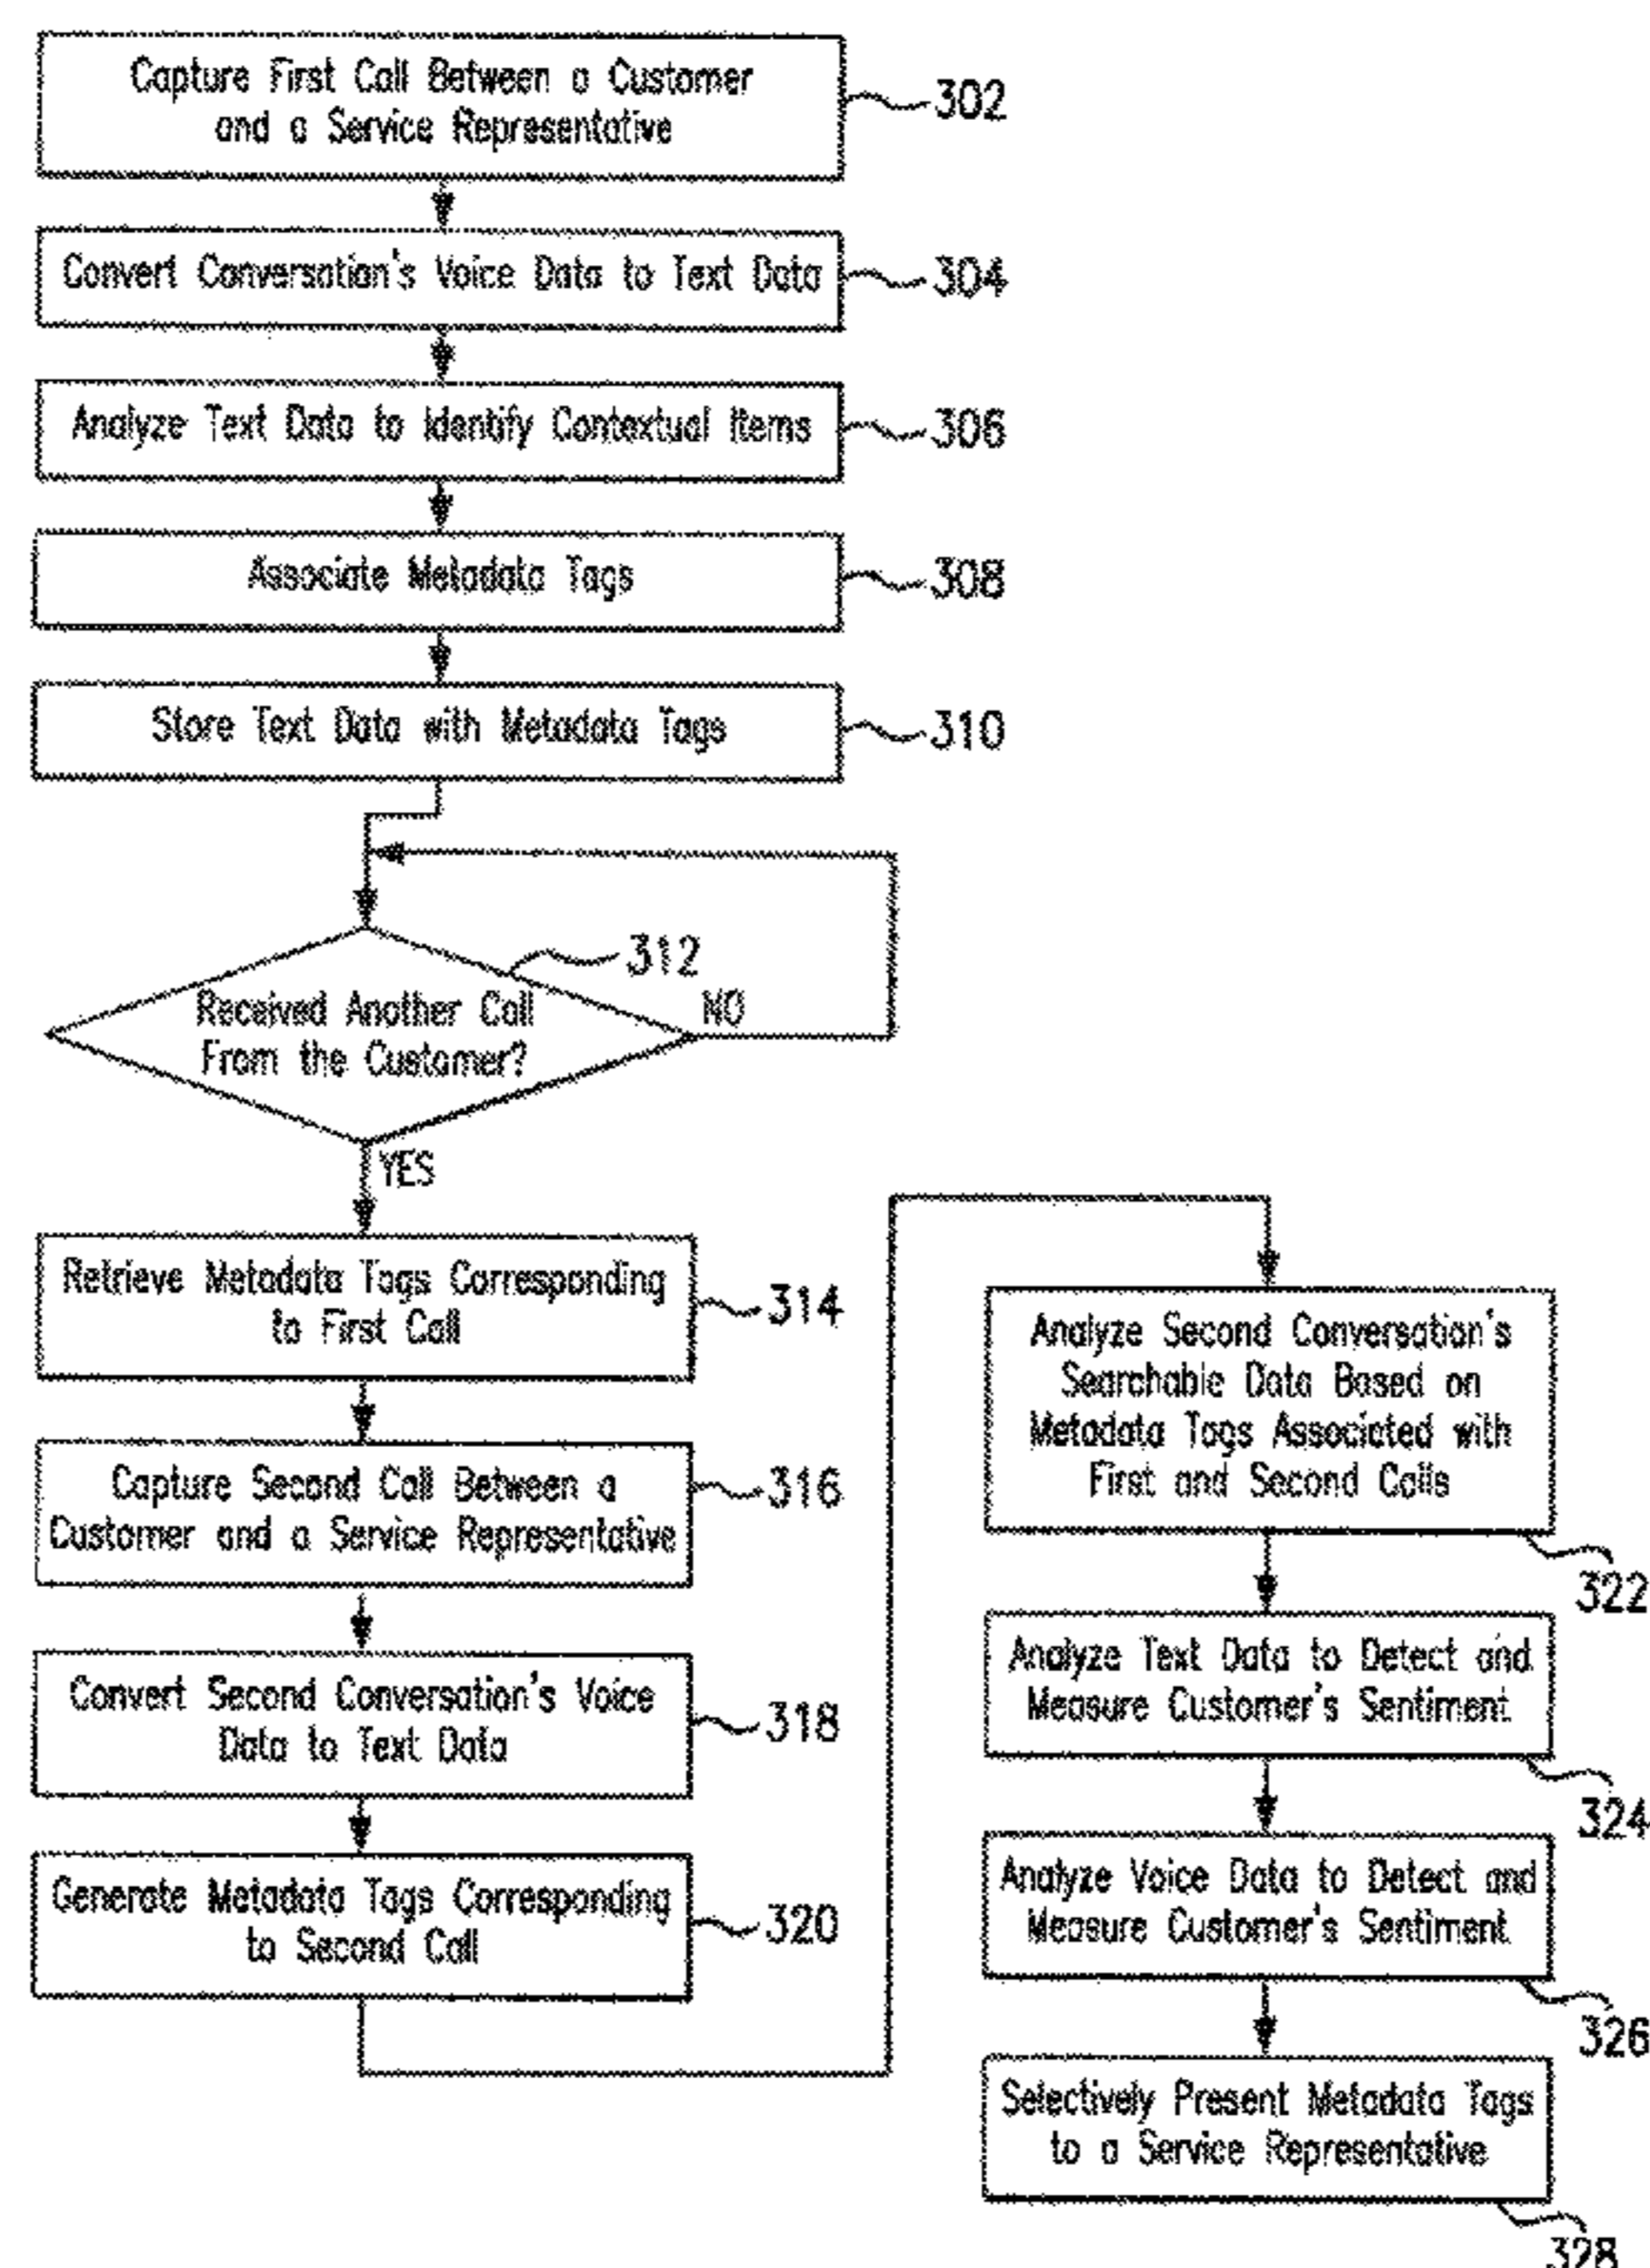 Capture First Call Between a Customer
and a Service Representative
302
Convert Conversation's Voice Data to Text Data
304
Analyze Text Data to Identify Contextual Items
306
Associate Metadata Tags
308
Store Text Data with Metadata Tags
310
312
Received Another Call
From the Customer?
NO
YES
Retrieve Metadata Tags Corresponding
to First Call
314
Capture Second Call Between a
Customer and a Service Representative
316
Convert Second Conversation's Voice
Data to Text Data
318
Generate Metadata Tags Corresponding
to Second Call
320
Analyze Second Conversation's
Searchable Data Based on
Metadata Tags Associated with
First and Second Calls
322
Analyze Text Data to Detect and
Measure Customer's Sentiment
324
Analyze Voice Data to Detect and
Measure Customer's Sentiment
326
Selectively Present Metadata Tags
to a Service Representative
328